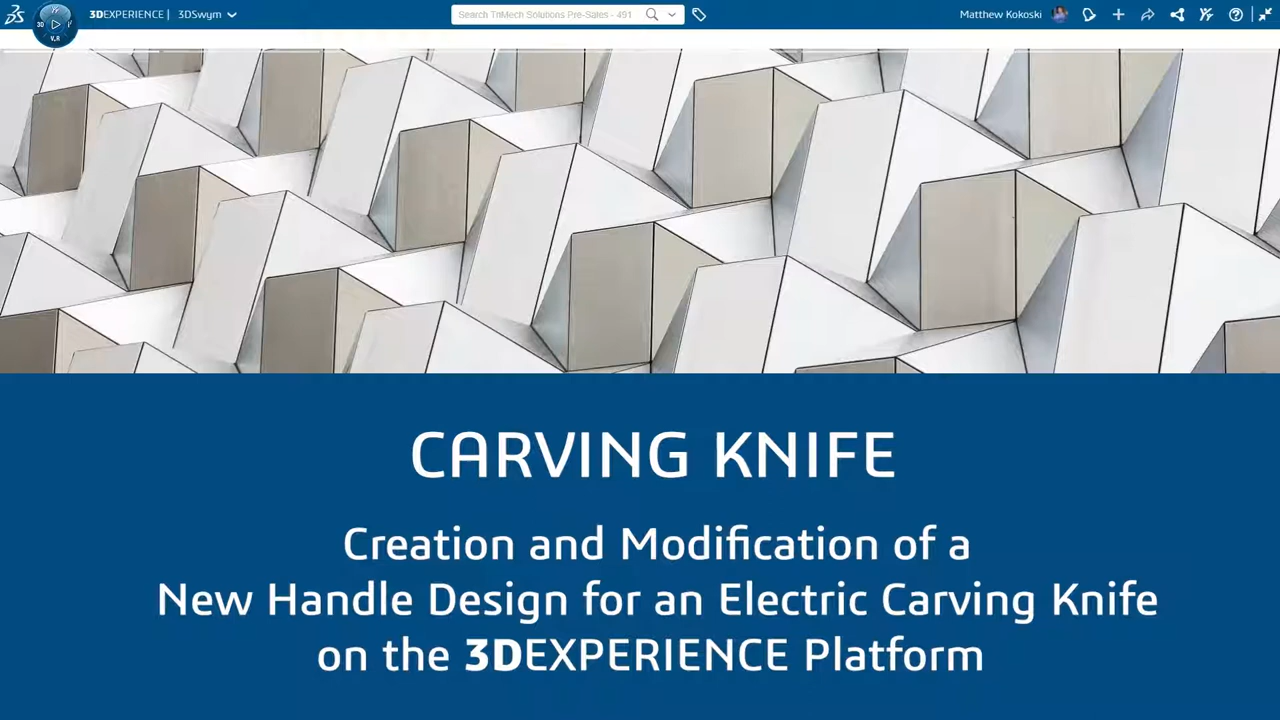 3DEXPERIENCE | 3DSwym
Search TriMech Solutions Pre-Sales - 491
Matthew Kokoski
3D
V.R
CARVING KNIFE
Creation and Modification of a
New Handle Design for an Electric Carving Knife
on the 3DEXPERIENCE Platform